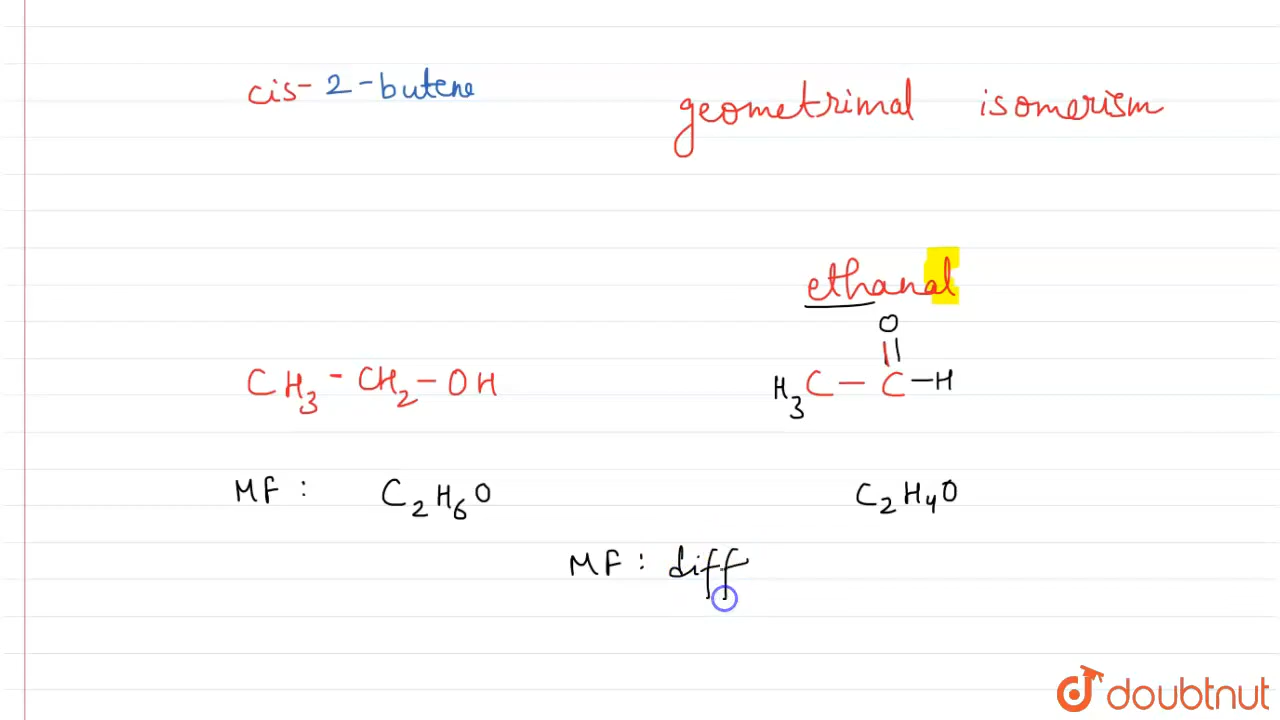 cis- 2-butene
geometrimal isomerism
ethanal
O
CH3 - CH2 - OH
H3C - C - H
MF : C2H6O
C2H4O
MF : diff
doubtnut